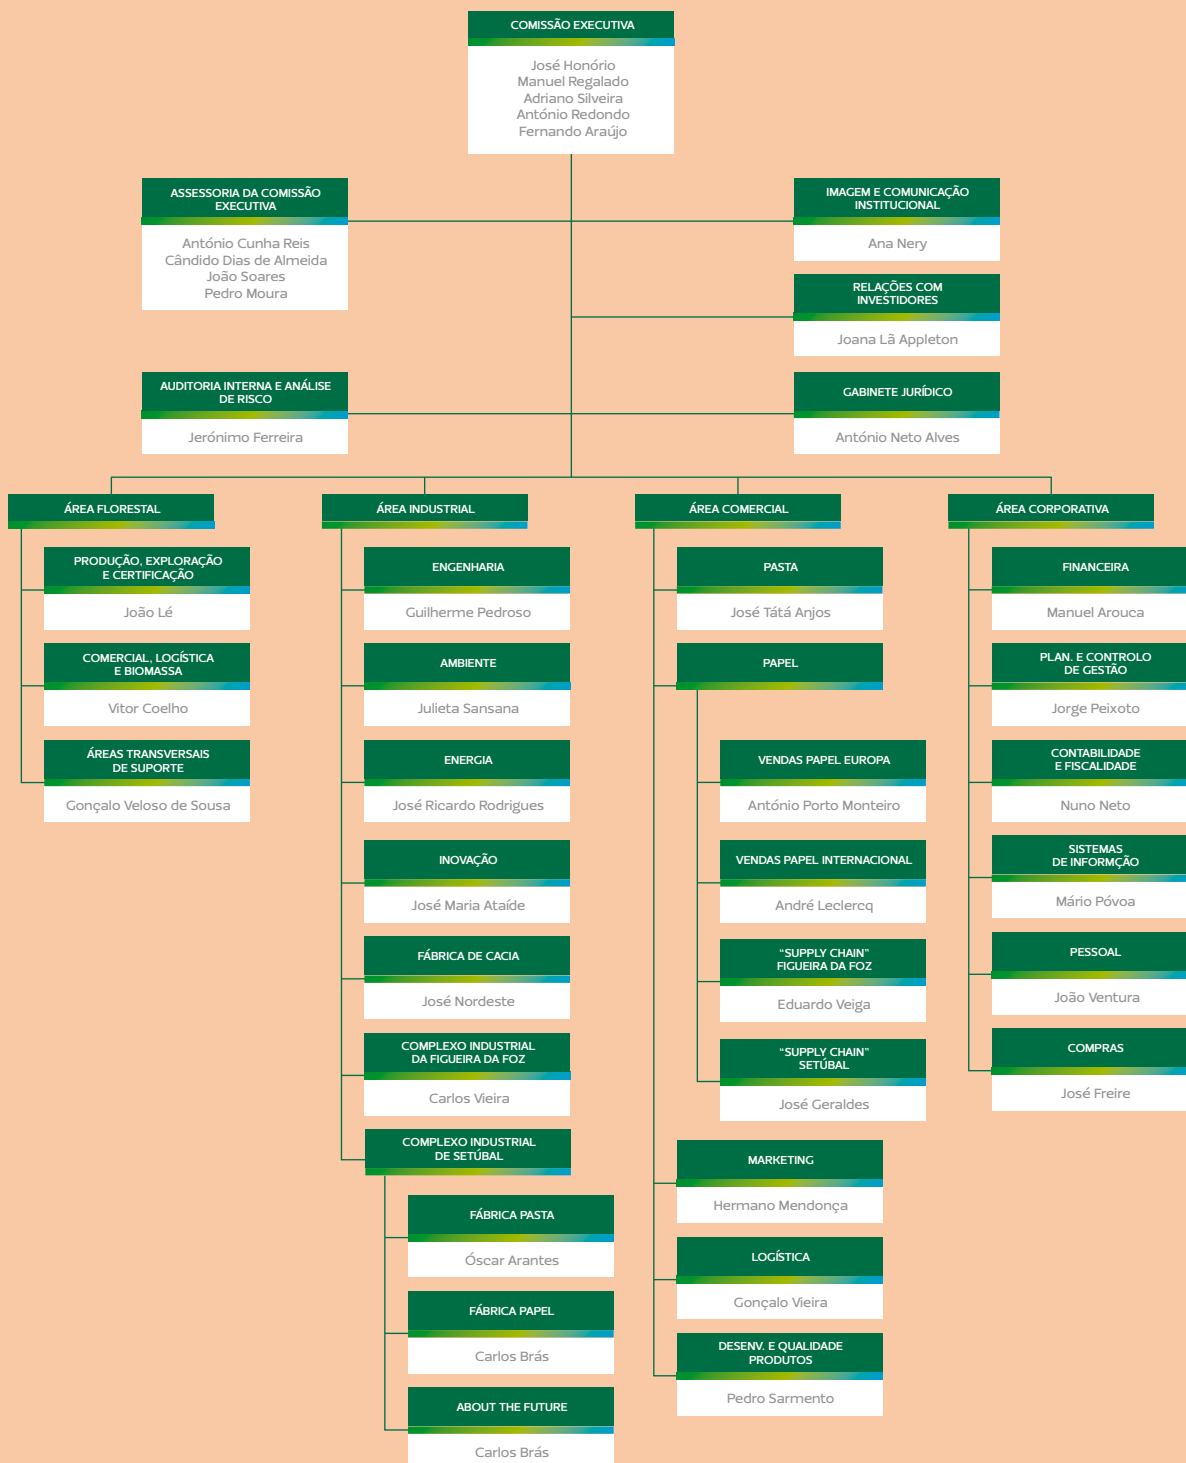 COMISSÃO EXECUTIVA
José Honório
Manuel Regalado
Adriano Silveira
António Redondo
Fernando Araújo
ASSESSORIA DA COMISSÃO
EXECUTIVA
António Cunha Reis
Cândido Dias de Almeida
João Soares
Pedro Moura
IMAGEM E COMUNICAÇÃO
INSTITUCIONAL
Ana Nery
RELAÇÕES COM
INVESTIDORES
Joana Lã Appleton
AUDITORIA INTERNA E ANÁLISE
DE RISCO
Jerónimo Ferreira
GABINETE JURÍDICO
António Neto Alves
ÁREA FLORESTAL
PRODUÇÃO, EXPLORAÇÃO
E CERTIFICAÇÃO
João Lé
COMERCIAL, LOGÍSTICA
E BIOMASSA
Vitor Coelho
ÁREAS TRANSVERSAIS
DE SUPORTE
Gonçalo Veloso de Sousa
ÁREA INDUSTRIAL
ENGENHARIA
Guilherme Pedroso
AMBIENTE
Julieta Sansana
ENERGIA
José Ricardo Rodrigues
INOVAÇÃO
José Maria Ataíde
FÁBRICA DE CACIA
José Nordeste
COMPLEXO INDUSTRIAL
DA FIGUEIRA DA FOZ
Carlos Vieira
COMPLEXO INDUSTRIAL
DE SETÚBAL
FÁBRICA PASTA
Óscar Arantes
FÁBRICA PAPEL
Carlos Brás
ABOUT THE FUTURE
Carlos Brás
ÁREA COMERCIAL
PASTA
José Tátá Anjos
PAPEL
VENDAS PAPEL EUROPA
António Porto Monteiro
VENDAS PAPEL INTERNACIONAL
André Leclercq
“SUPPLY CHAIN”
FIGUEIRA DA FOZ
Eduardo Veiga
“SUPPLY CHAIN”
SETÚBAL
José Geraldes
MARKETING
Hermano Mendonça
LOGÍSTICA
Gonçalo Vieira
DESENV. E QUALIDADE
PRODUTOS
Pedro Sarmento
ÁREA CORPORATIVA
FINANCEIRA
Manuel Arouca
PLAN. E CONTROLO
DE GESTÃO
Jorge Peixoto
CONTABILIDADE
E FISCALIDADE
Nuno Neto
SISTEMAS
DE INFORMÇÃO
Mário Póvoa
PESSOAL
João Ventura
COMPRAS
José Freire